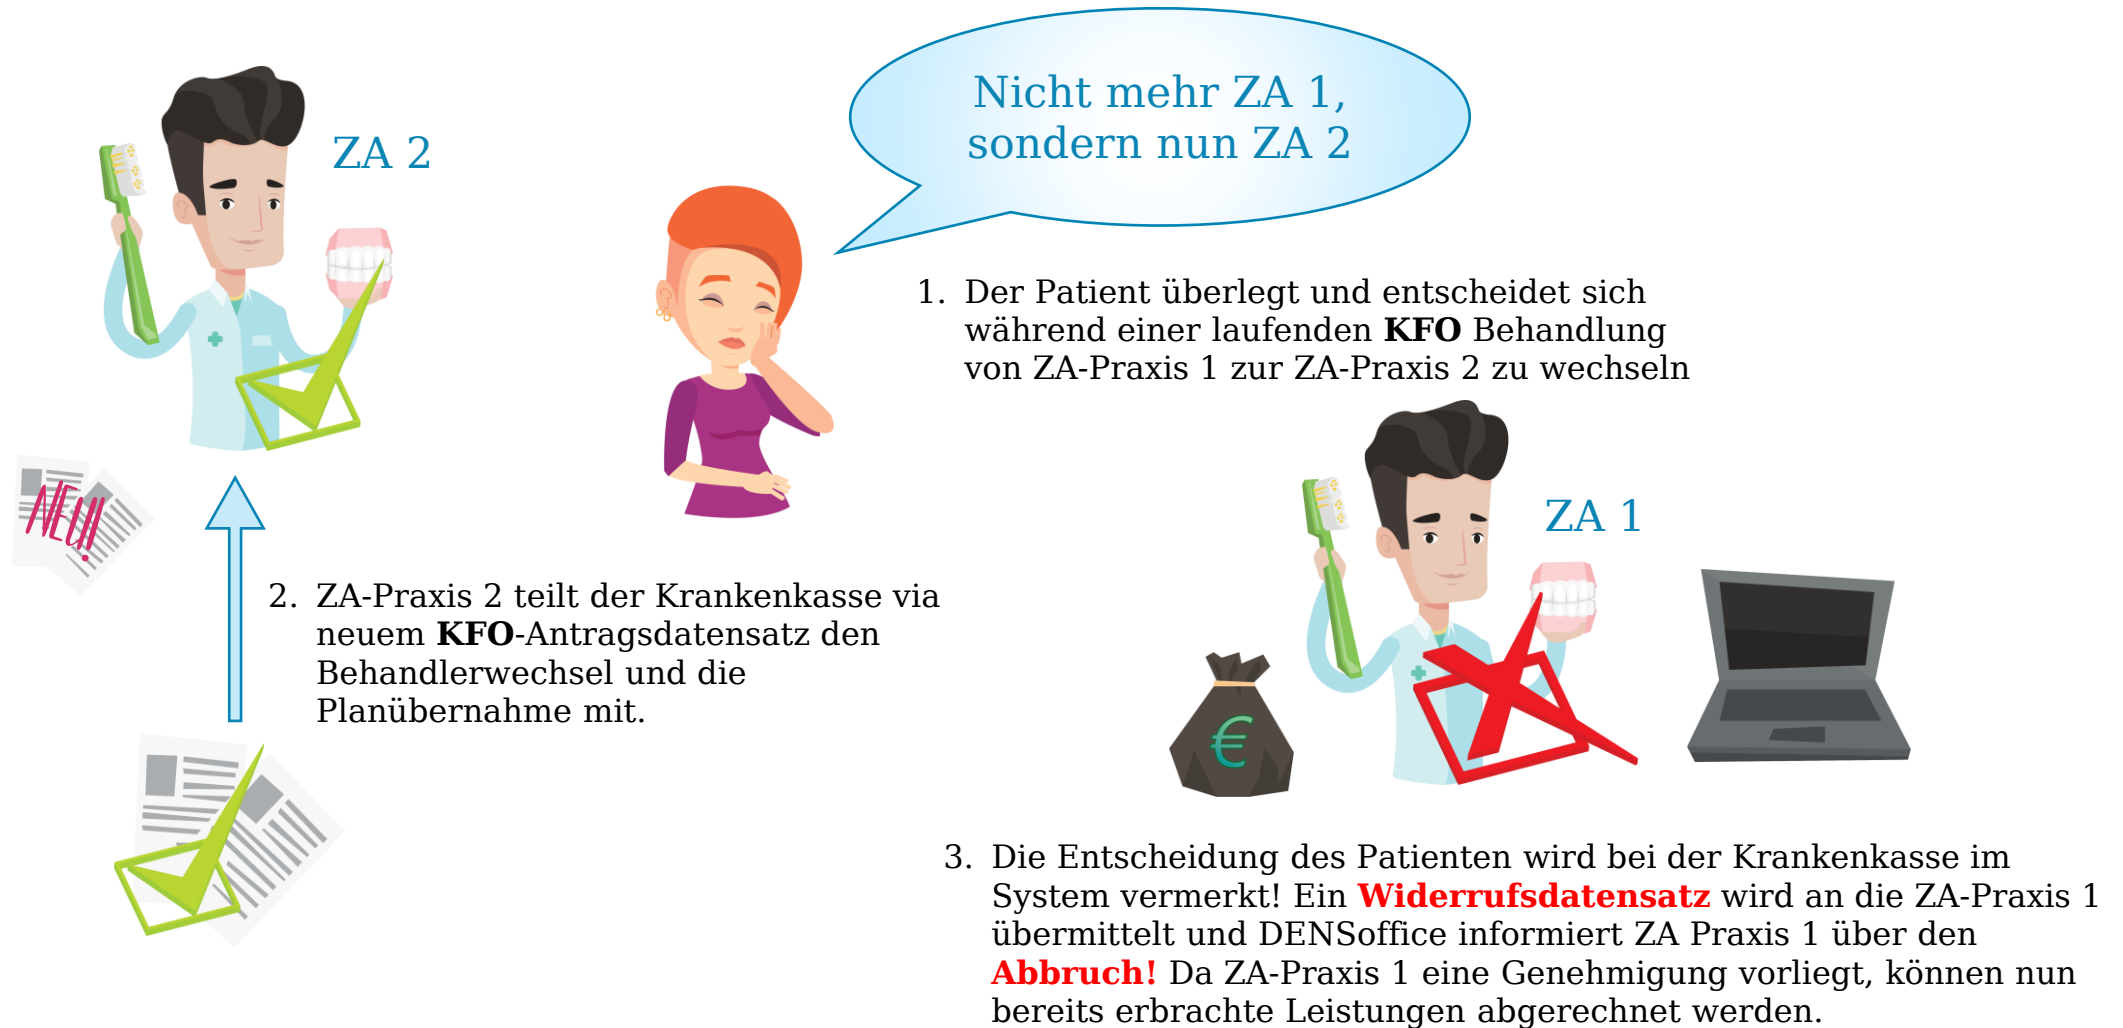 Nicht mehr ZA 1,
sondern nun ZA 2
ZA 2
1. Der Patient überlegt und entscheidet sich
während einer laufenden KFO Behandlung
von ZA-Praxis 1 zur ZA-Praxis 2 zu wechseln
NEU!
ZA 1
2. ZA-Praxis 2 teilt der Krankenkasse via
neuem KFO-Antragsdatensatz den
Behandlerwechsel und die
Planübernahme mit.
€
3. Die Entscheidung des Patienten wird bei der Krankenkasse im
System vermerkt! Ein Widerrufsdatensatz wird an die ZA-Praxis 1
übermittelt und DENSoffice informiert ZA Praxis 1 über den
Abbruch! Da ZA-Praxis 1 eine Genehmigung vorliegt, können nun
bereits erbrachte Leistungen abgerechnet werden.